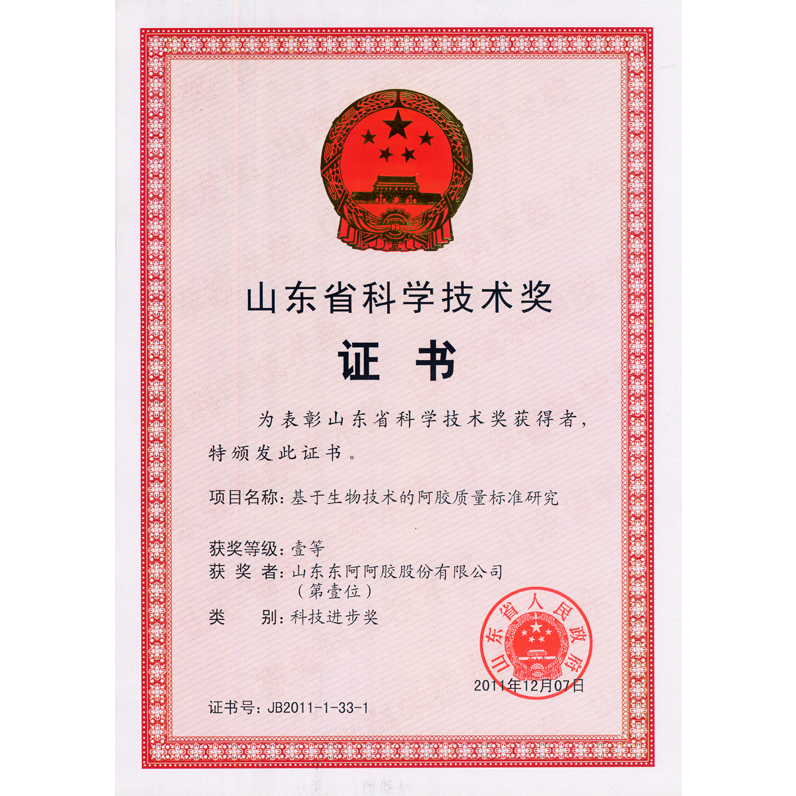 山东省科学技术奖
证书
为表彰山东省科学技术奖获得者，
特颁发此证书。
项目名称：基于生物技术的阿胶质量标准研究
获奖等级：壹等
获 奖 者：山东东阿阿胶股份有限公司
（第壹位）
类　　别：科技进步奖
山东省人民政府
2011年12月07日
证书号：JB2011-1-33-1